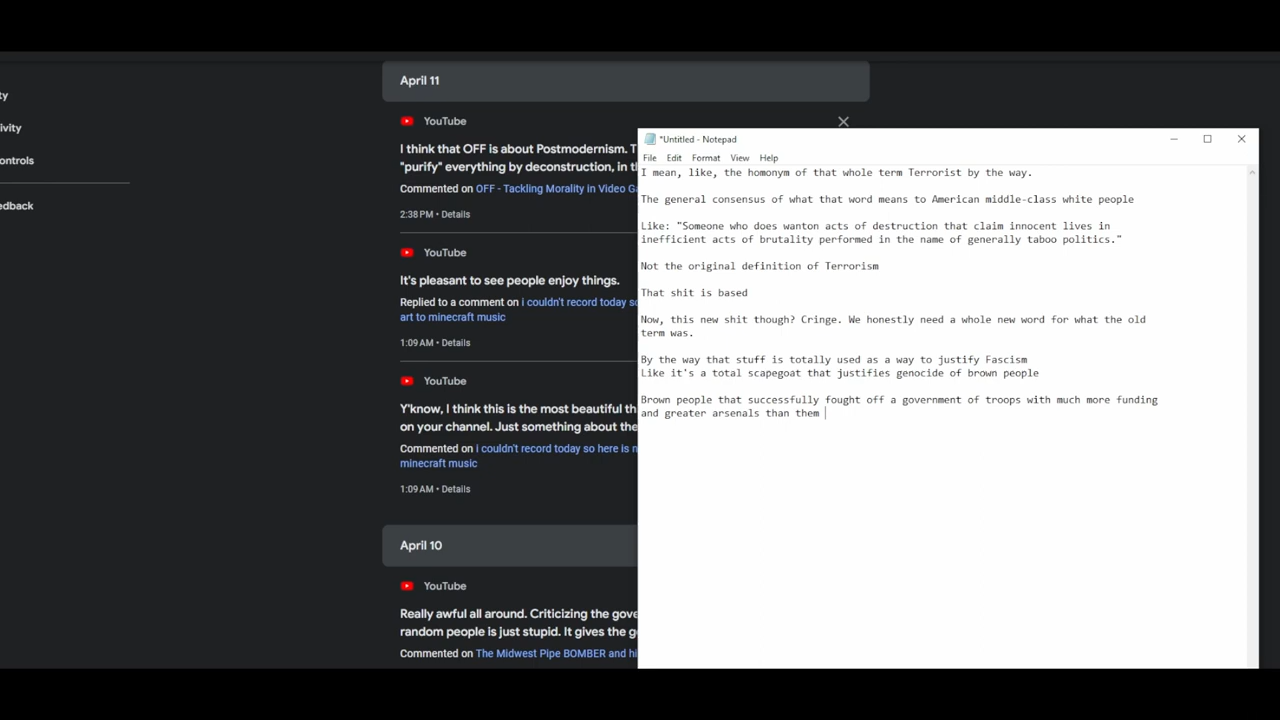 ty
ivity
ontrols
edback
April 11
YouTube
I think that OFF is about Postmodernism. T
"purify" everything by deconstruction, in th
Commented on OFF - Tackling Morality in Video Ga
2:38 PM • Details
YouTube
It's pleasant to see people enjoy things.
Replied to a comment on i couldn't record today so
art to minecraft music
1:09 AM • Details
YouTube
Y'know, I think this is the most beautiful th
on your channel. Just something about the
Commented on i couldn't record today so here is n
minecraft music
1:09 AM • Details
April 10
YouTube
Really awful all around. Criticizing the gove
random people is just stupid. It gives the g
Commented on The Midwest Pipe BOMBER and hi
*Untitled - Notepad
File Edit Format View Help
I mean, like, the homonym of that whole term Terrorist by the way.
The general consensus of what that word means to American middle-class white people
Like: "Someone who does wanton acts of destruction that claim innocent lives in
inefficient acts of brutality performed in the name of generally taboo politics."
Not the original definition of Terrorism
That shit is based
Now, this new shit though? Cringe. We honestly need a whole new word for what the old
term was.
By the way that stuff is totally used as a way to justify Fascism
Like it's a total scapegoat that justifies genocide of brown people
Brown people that successfully fought off a government of troops with much more funding
and greater arsenals than them